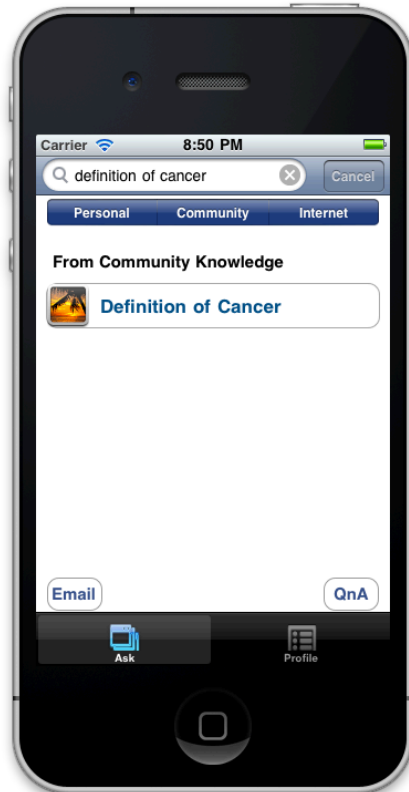 Carrier 8:50 PM
definition of cancer Cancel
Personal Community Internet
From Community Knowledge
Definition of Cancer
Email QnA
Ask Profile